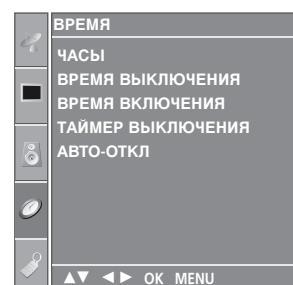 ВРЕМЯ
ЧАСЫ
ВРЕМЯ ВЫКЛЮЧЕНИЯ
ВРЕМЯ ВКЛЮЧЕНИЯ
ТАЙМЕР ВЫКЛЮЧЕНИЯ
АВТО-ОТКЛ
▲▼ ◄► OK MENU